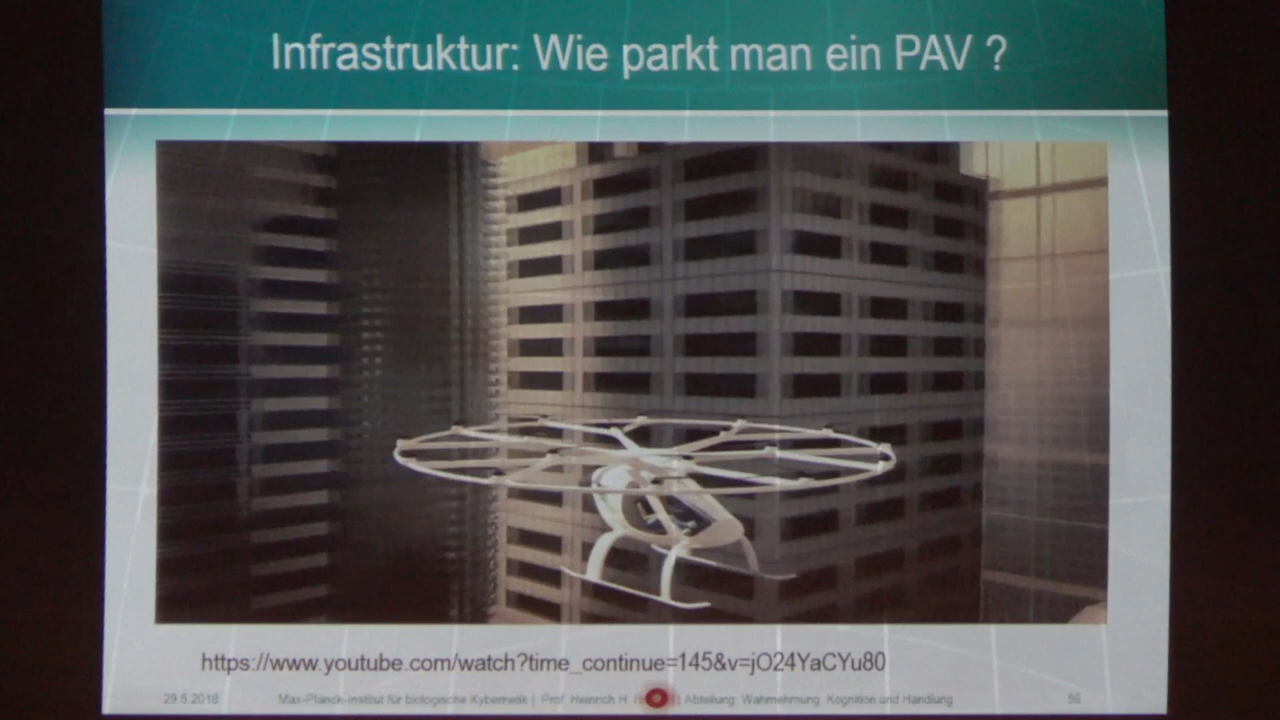 Infrastruktur: Wie parkt man ein PAV ?
https://www.youtube.com/watch?time_continue=145&v=jO24YaCYu80
29.5.2018 Max-Planck-Institut für biologische Kybernetik | Prof. Heinrich H. | Abteilung: Wahrnehmung, Kognition und Handlung 56